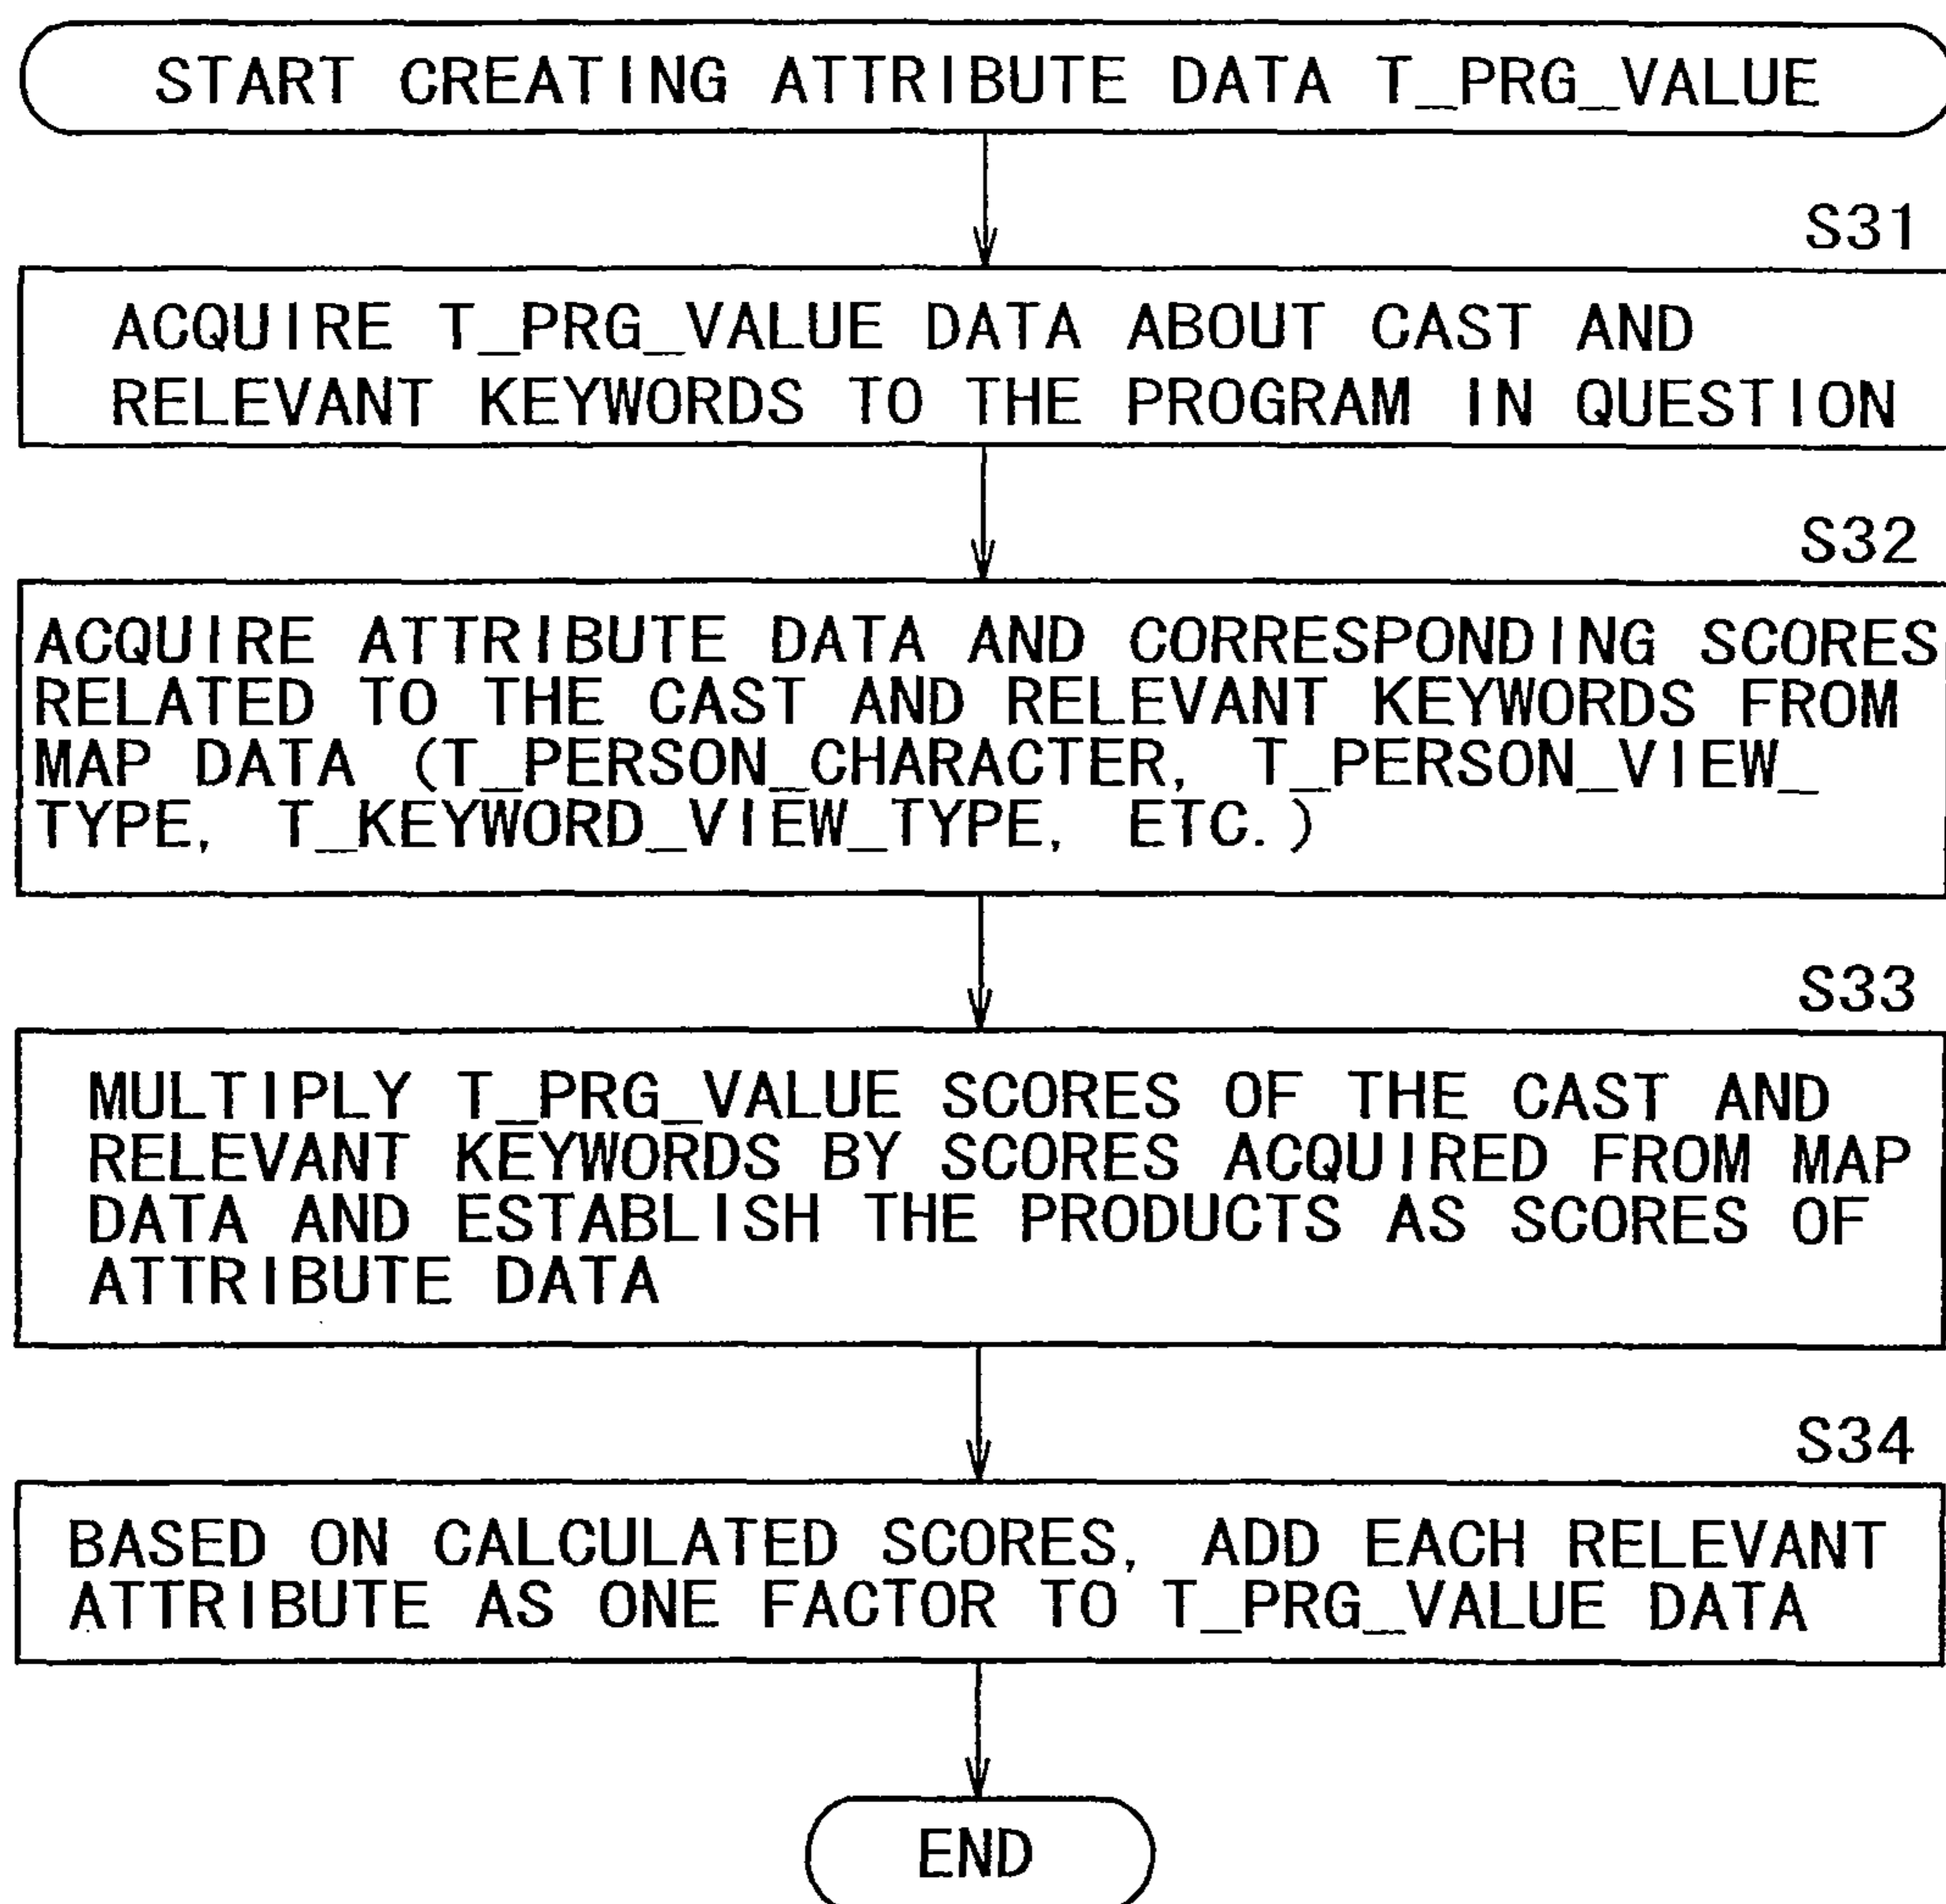 START CREATING ATTRIBUTE DATA T_PRG_VALUE
S31
ACQUIRE T_PRG_VALUE DATA ABOUT CAST AND
RELEVANT KEYWORDS TO THE PROGRAM IN QUESTION
S32
ACQUIRE ATTRIBUTE DATA AND CORRESPONDING SCORES
RELATED TO THE CAST AND RELEVANT KEYWORDS FROM
MAP DATA (T_PERSON_CHARACTER, T_PERSON_VIEW_
TYPE, T_KEYWORD_VIEW_TYPE, ETC.)
S33
MULTIPLY T_PRG_VALUE SCORES OF THE CAST AND
RELEVANT KEYWORDS BY SCORES ACQUIRED FROM MAP
DATA AND ESTABLISH THE PRODUCTS AS SCORES OF
ATTRIBUTE DATA
S34
BASED ON CALCULATED SCORES, ADD EACH RELEVANT
ATTRIBUTE AS ONE FACTOR TO T_PRG_VALUE DATA
END